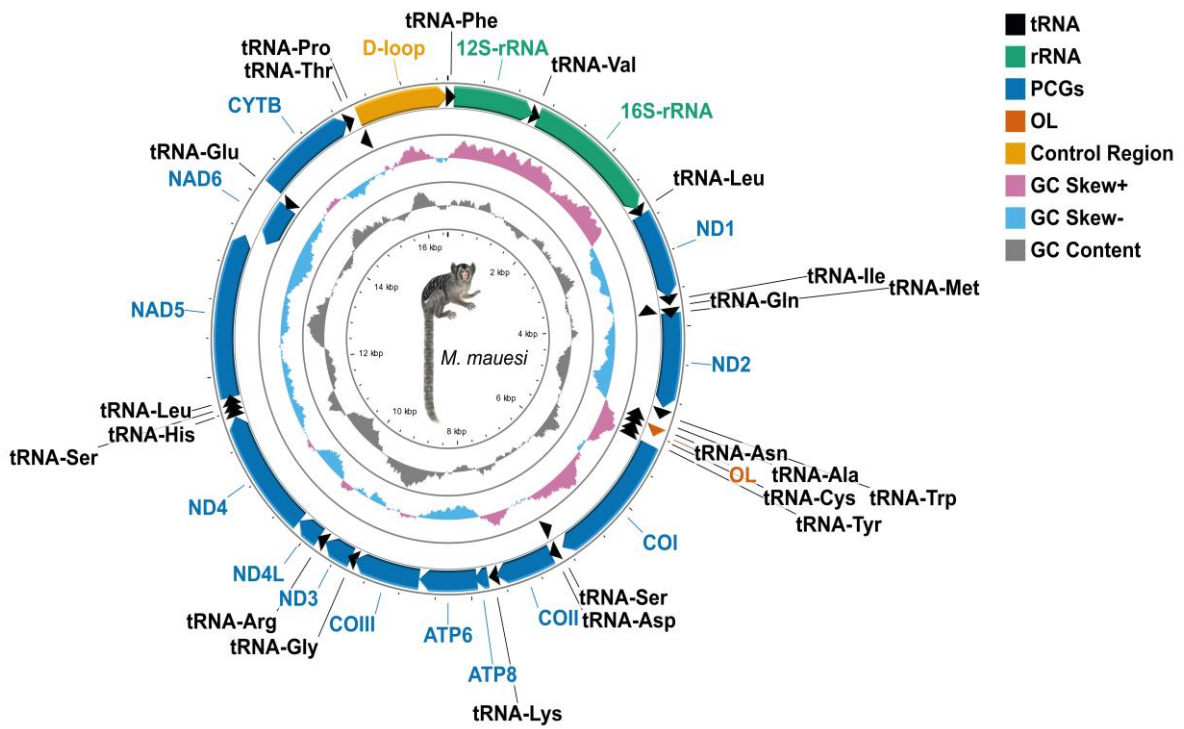 tRNA-Phe
tRNA-Pro
D-loop
12S-rRNA
tRNA-Thr
tRNA-Val
CYTB
16S-rRNA
tRNA-Glu
NAD6
tRNA-Leu
ND1
tRNA-Ile
tRNA-Gln
tRNA-Met
NAD5
ND2
tRNA-Leu
tRNA-His
tRNA-Ser
tRNA-Asn
OL
tRNA-Ala
tRNA-Cys
tRNA-Trp
tRNA-Tyr
ND4
COI
ND4L
ND3
tRNA-Arg
tRNA-Gly
COIII
ATP6
ATP8
COII
tRNA-Ser
tRNA-Asp
tRNA-Lys
16 kbp
2 kbp
14 kbp
4 kbp
12 kbp
M. mauesi
6 kbp
10 kbp
8 kbp
tRNA
rRNA
PCGs
OL
Control Region
GC Skew+
GC Skew-
GC Content